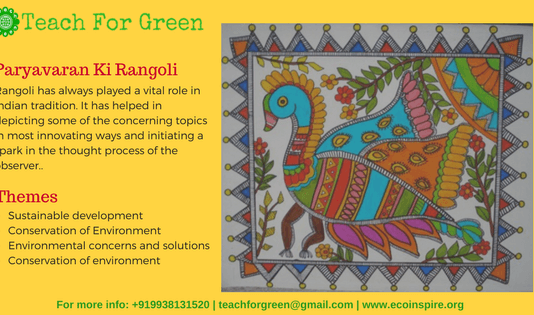 Teach For Green
Paryavaran Ki Rangoli
Rangoli has always played a vital role in
Indian tradition. It has helped in
depicting some of the concerning topics
in most innovating ways and initiating a
spark in the thought process of the
observer..
Themes
Sustainable development
Conservation of Environment
Environmental concerns and solutions
Conservation of environment
For more info: +919938131520 | teachforgreen@gmail.com | www.ecoinspire.org